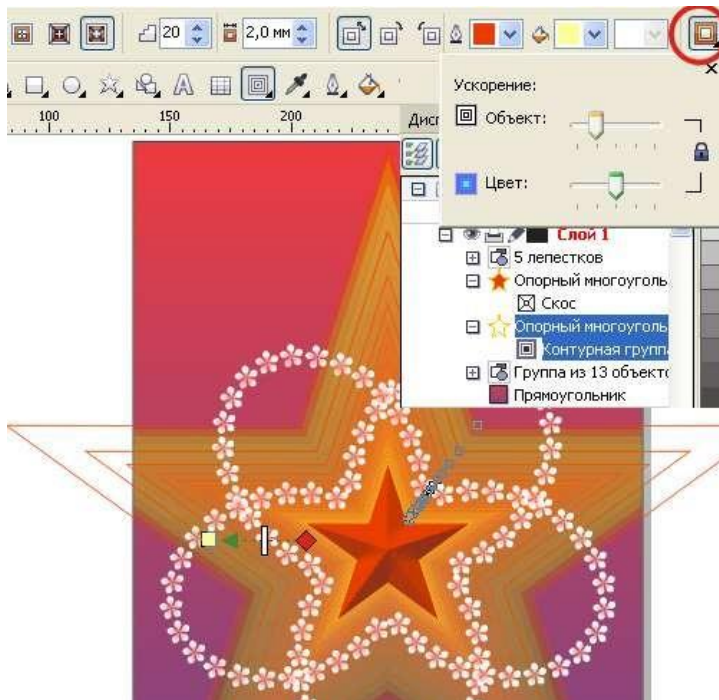 20 2,0 мм
Ускорение:
Объект:
Цвет:
100 150 200
Дисп
Слой 1
5 лепестков
Опорный многоуголь
Скос
Опорный многоуголь
Контурная групп
Группа из 13 объекто
Прямоугольник